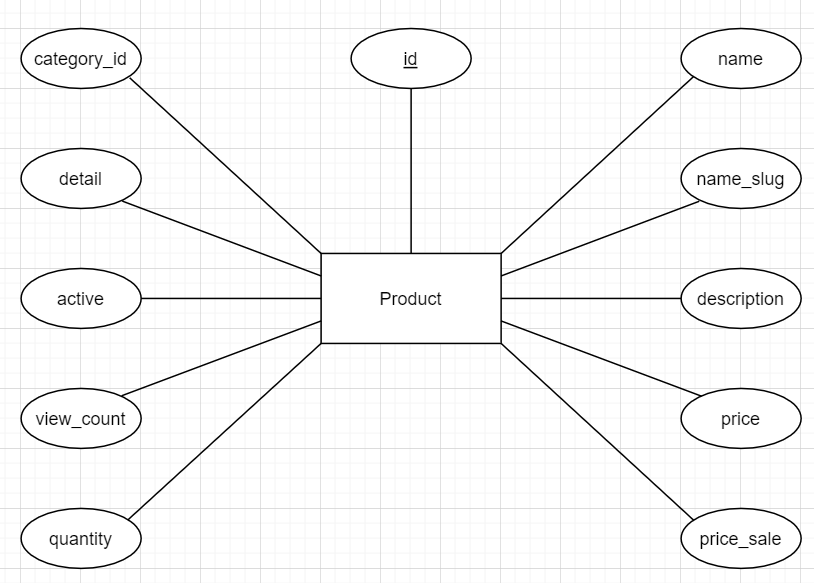 category_id
id
name
detail
name_slug
active
Product
description
view_count
price
quantity
price_sale